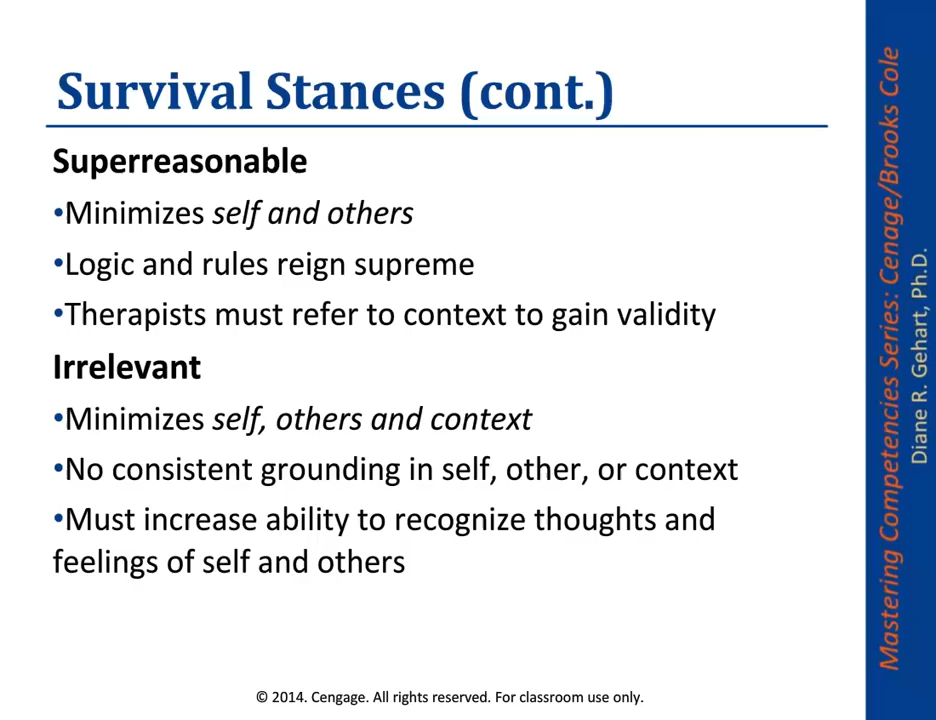 Survival Stances (cont.)
Superreasonable
•Minimizes self and others
•Logic and rules reign supreme
•Therapists must refer to context to gain validity
Irrelevant
•Minimizes self, others and context
•No consistent grounding in self, other, or context
•Must increase ability to recognize thoughts and
feelings of self and others
© 2014. Cengage. All rights reserved. For classroom use only.
Mastering Competencies Series: Cenage/Brooks Cole
Diane R. Gehart, Ph.D.